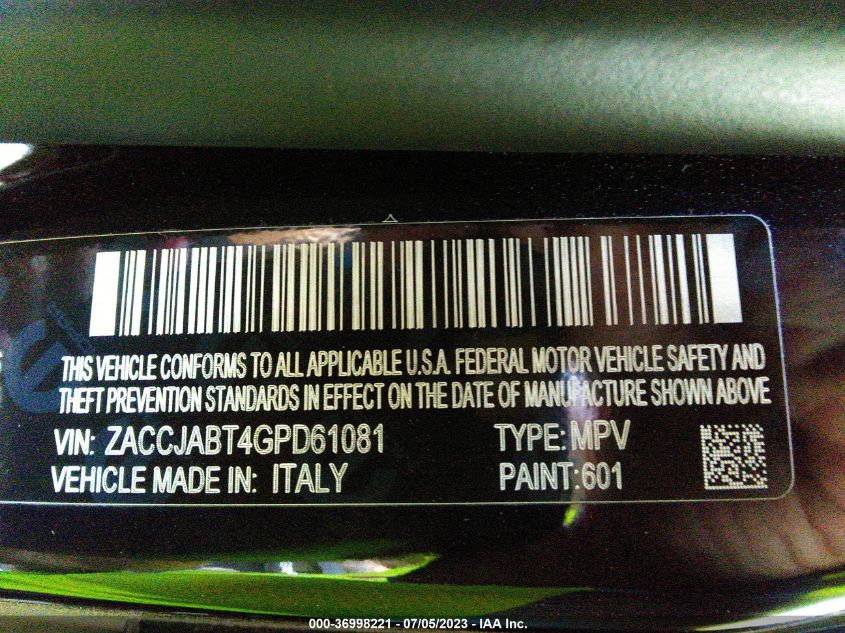 THIS VEHICLE CONFORMS TO ALL APPLICABLE U.S.A. FEDERAL MOTOR VEHICLE SAFETY AND
THEFT PREVENTION STANDARDS IN EFFECT ON THE DATE OF MANUFACTURE SHOWN ABOVE
VIN: ZACCJABT4GPD61081 TYPE: MPV
VEHICLE MADE IN: ITALY PAINT: 601
000-36998221 - 07/05/2023 - IAA Inc.